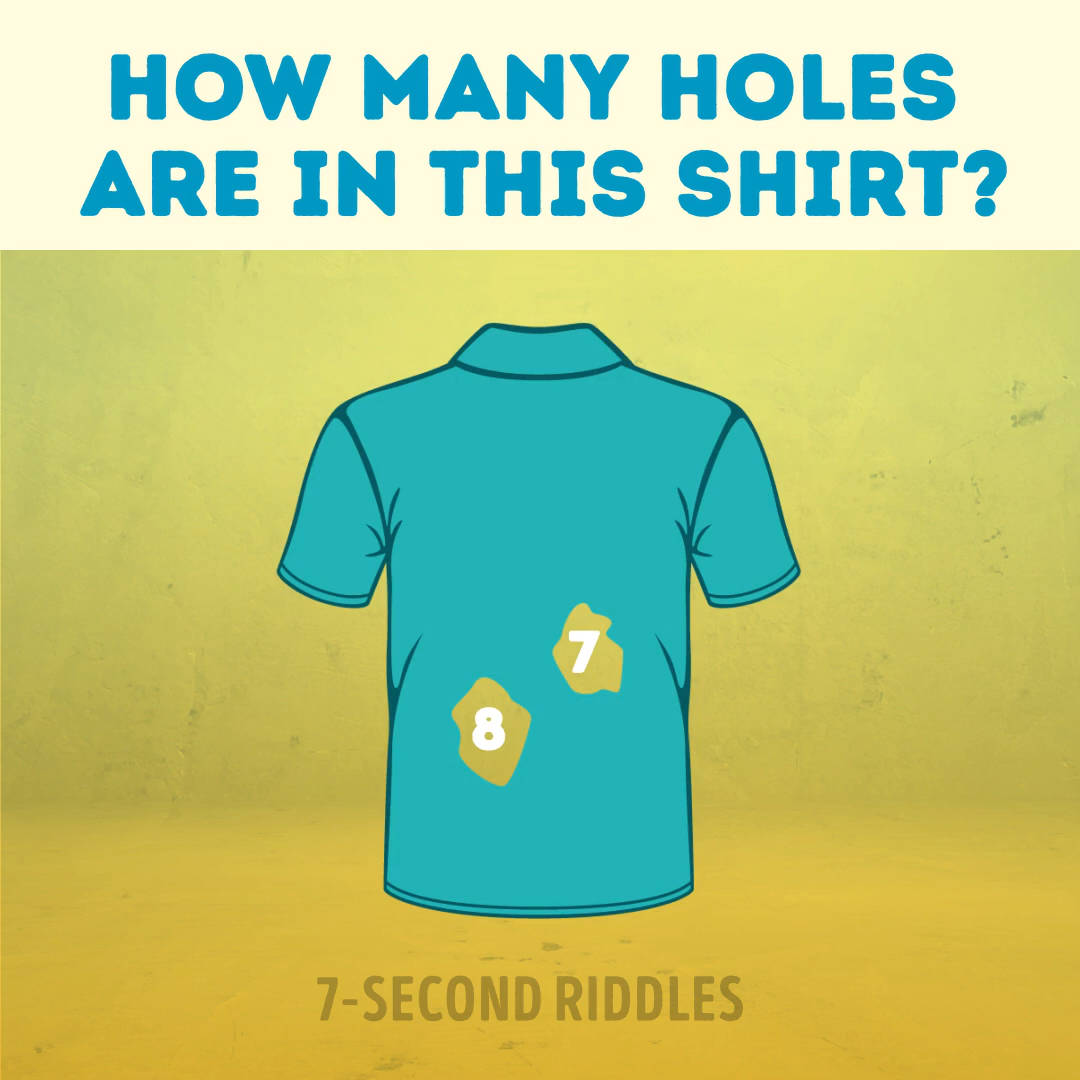 HOW MANY HOLES
ARE IN THIS SHIRT?
7
8
7-SECOND RIDDLES